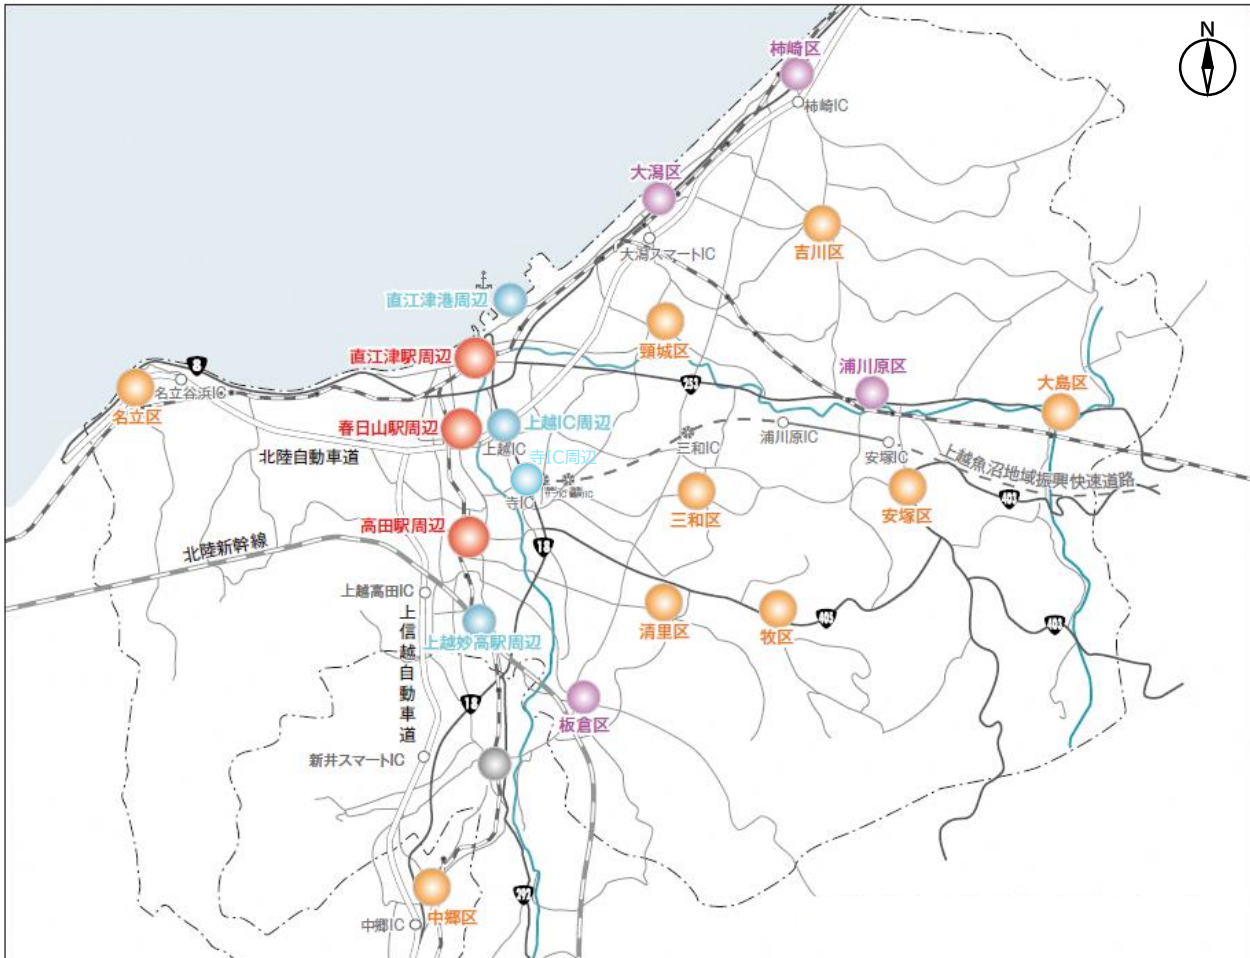 N
柿崎区
柿崎IC
大潟区
大潟スマートIC
吉川区
直江津港周辺
頸城区
直江津駅周辺
8
名立谷浜IC
名立区
253
浦川原区
大島区
春日山駅周辺
上越IC周辺
上越IC
北陸自動車道
寺IC周辺
寺IC
三和IC
浦川原IC
安塚IC
上越魚沼地域振興快速道路
三和区
安塚区
403
高田駅周辺
18
北陸新幹線
上越高田IC
清里区
牧区
405
403
上越妙高駅周辺
上信越自動車道
18
板倉区
新井スマートIC
292
中郷区
中郷IC